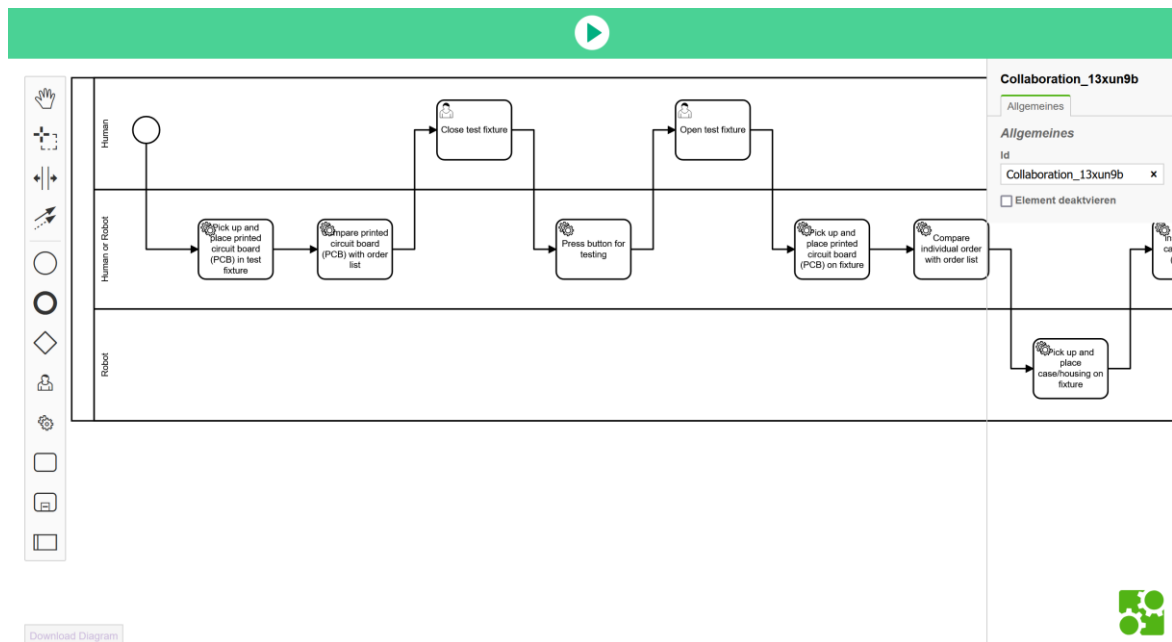 Collaboration_13xun9b
Allgemeines
Allgemeines
Id
Collaboration_13xun9b ×
Element deaktvieren
Human
Close test fixture
Open test fixture
Human or Robot
Pick up and
place printed
circuit board
(PCB) in test
fixture
printed
circuit board
(PCB) with order
list
Press button for
testing
Pick up and
place printed
circuit board
(PCB) on fixture
Compare
individual order
with order list
Robot
Pick up and
place
case/housing on
fixture
Download Diagram